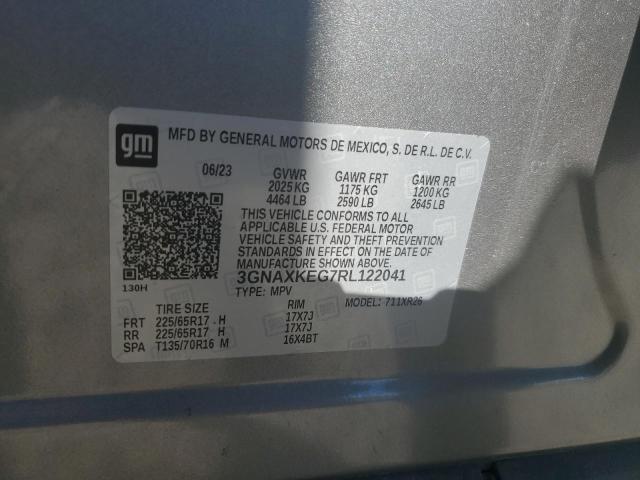 gm
MFD BY GENERAL MOTORS DE MEXICO, S. DE R.L. DE C.V.
06/23 GVWR GAWR FRT GAWR RR
2025 KG 1175 KG 1200 KG
4464 LB 2590 LB 2645 LB
THIS VEHICLE CONFORMS TO ALL
APPLICABLE U.S. FEDERAL MOTOR
VEHICLE SAFETY AND THEFT PREVENTION
STANDARDS IN EFFECT ON THE DATE OF
MANUFACTURE SHOWN ABOVE.
3GNAXKEG7RL122041
130H TYPE: MPV MODEL: 711XR26
TIRE SIZE RIM
FRT 225/65R17 . H 17X7J
RR 225/65R17 . H 17X7J
SPA T135/70R16 M 16X4BT